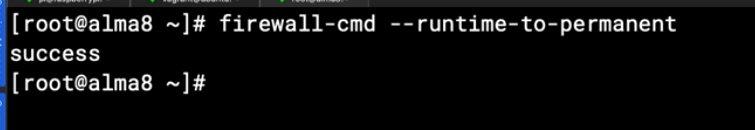 [root@alma8 ~]# firewall-cmd --runtime-to-permanent
success
[root@alma8 ~]#